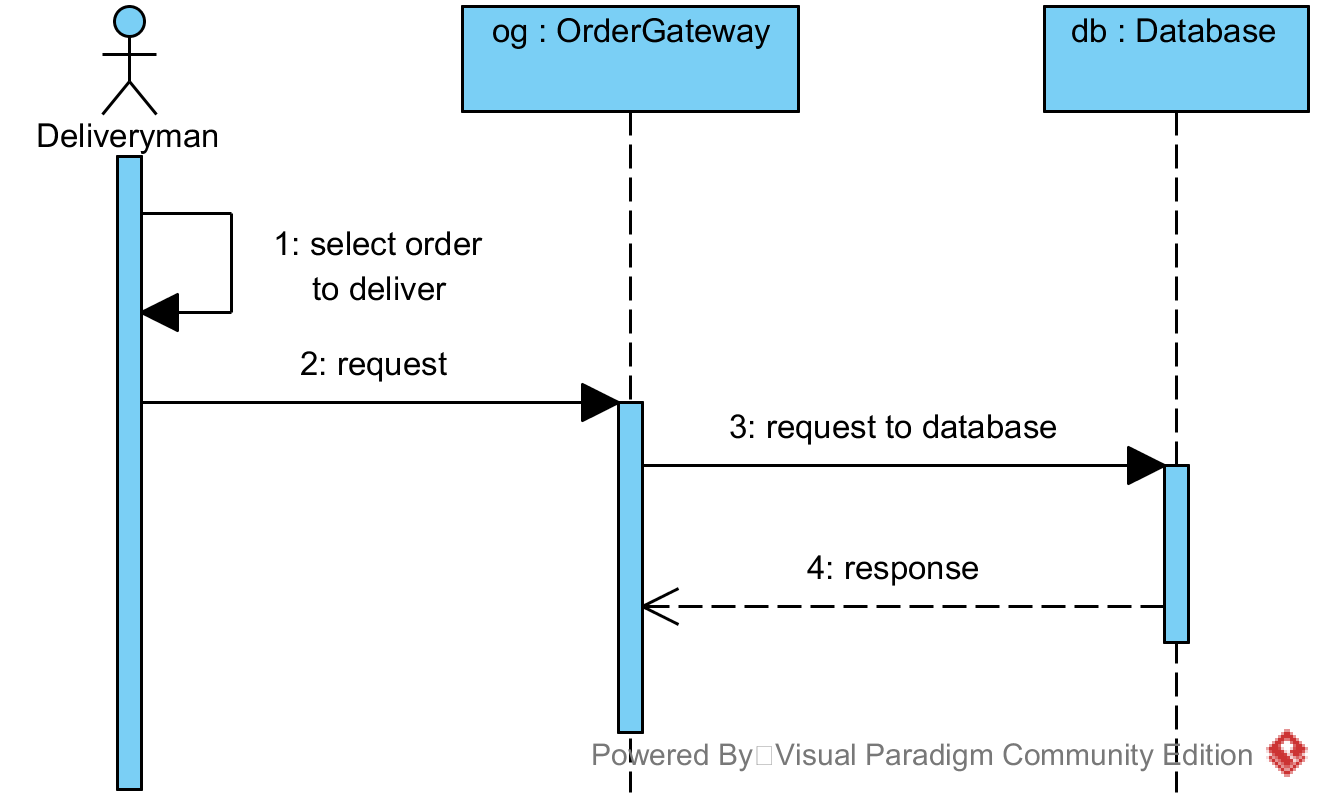 og : OrderGateway
db : Database
Deliveryman
1: select order
to deliver
2: request
3: request to database
4: response
Powered By Visual Paradigm Community Edition